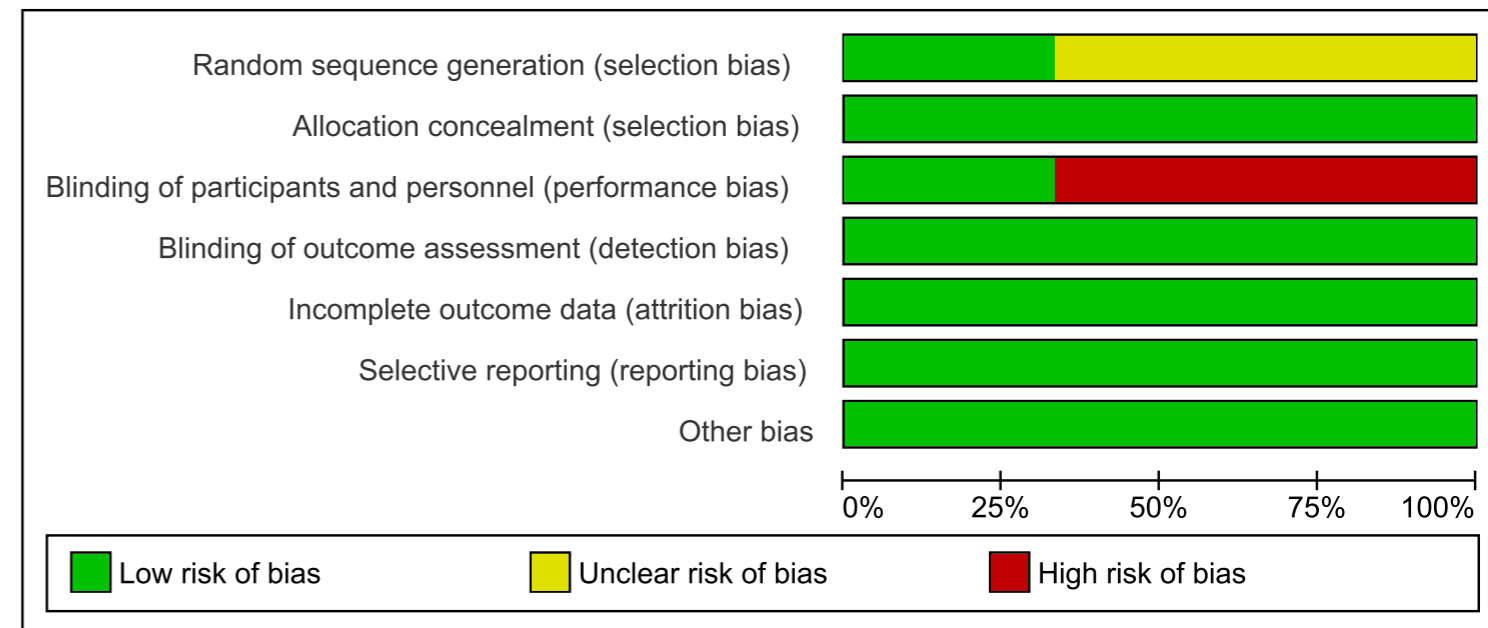 Random sequence generation (selection bias)
Allocation concealment (selection bias)
Blinding of participants and personnel (performance bias)
Blinding of outcome assessment (detection bias)
Incomplete outcome data (attrition bias)
Selective reporting (reporting bias)
Other bias
0% 25% 50% 75% 100%
Low risk of bias Unclear risk of bias High risk of bias